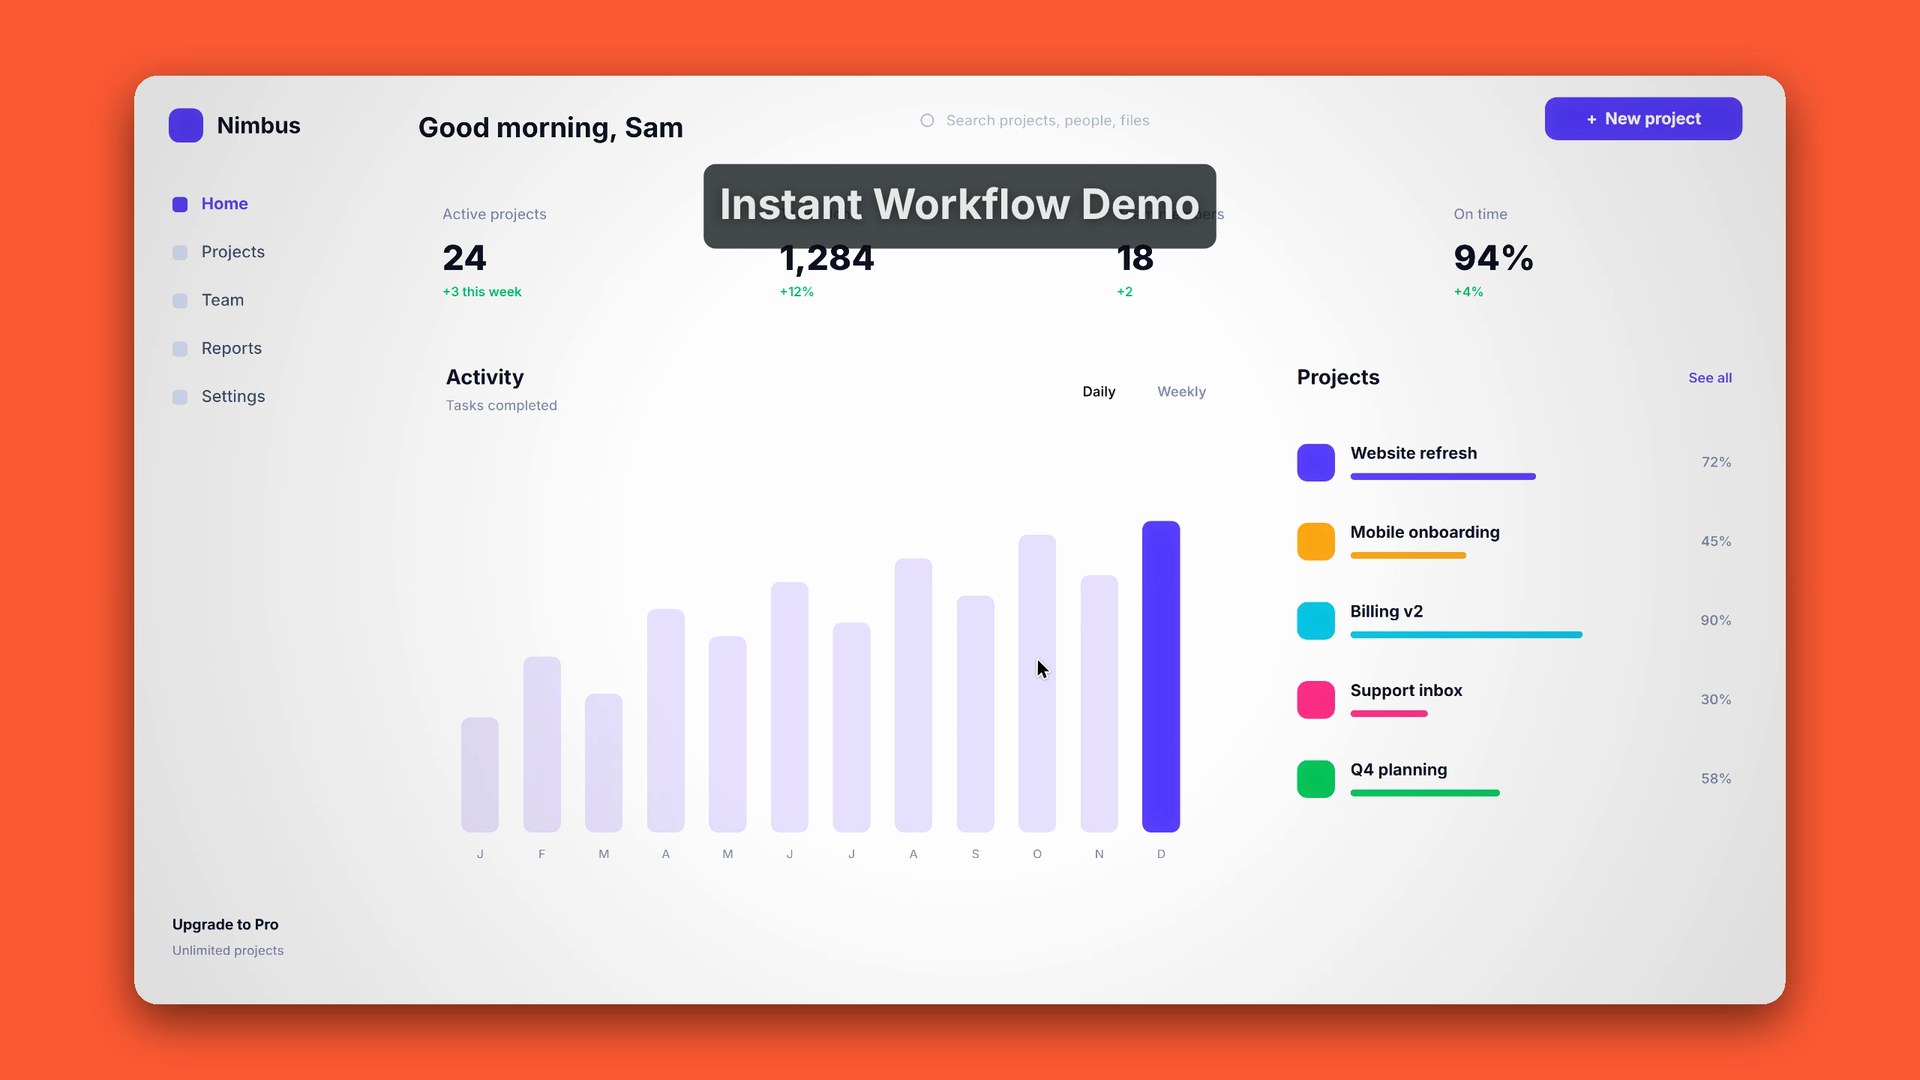 Nimbus
Good morning, Sam
Search projects, people, files
+ New project
Instant Workflow Demo
Home
Projects
Team
Reports
Settings
Active projects
24
+3 this week
1,284
+12%
18
+2
On time
94%
+4%
Activity
Tasks completed
Daily
Weekly
J F M A M J J A S O N D
Projects
See all
Website refresh
72%
Mobile onboarding
45%
Billing v2
90%
Support inbox
30%
Q4 planning
58%
Upgrade to Pro
Unlimited projects